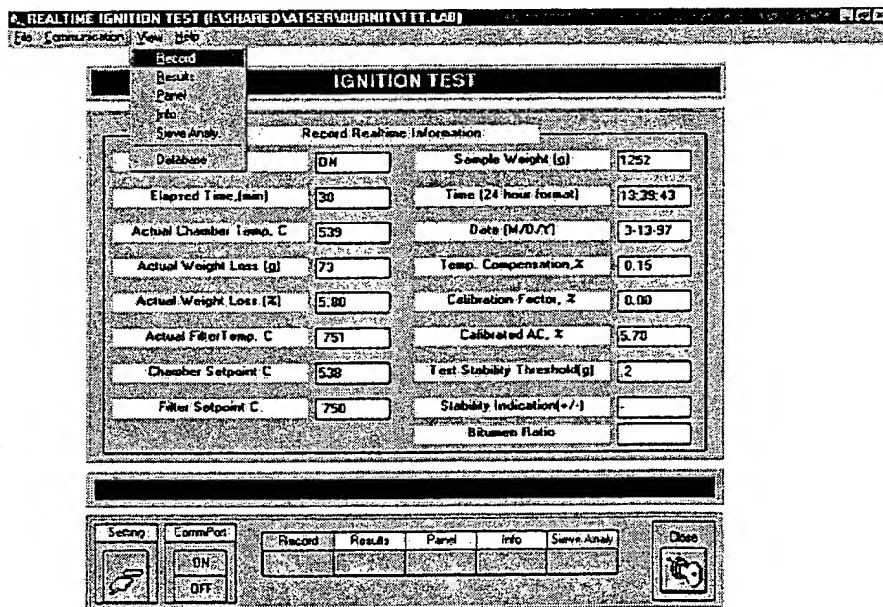 REALTIME IGNITION TEST (I:\SHARED\ATSER\BURNIT\TTT.LAB)
File Communication View Help
Record
Results
Panel
Info
Sieve Analy
Database
IGNITION TEST
Record Realtime Information
ON
Sample Weight (g) 1252
Elapsed Time,(min) 30
Time (24 hour format) 13:39:43
Actual Chamber Temp. C 539
Date (M/D/Y) 3-13-97
Actual Weight Loss (g) 73
Temp. Compensation,% 0.15
Actual Weight Loss (%) 5.80
Calibration Factor, % 0.00
Actual FilterTemp. C 751
Calibrated AC, % 5.70
Chamber Setpoint C 538
Test Stability Threshold(g) .2
Filter Setpoint C. 750
Stability Indication(+/-) -
Bitumen Ratio
Setting CommPort Record Results Panel Info Sieve Analy Close
ON
OFF